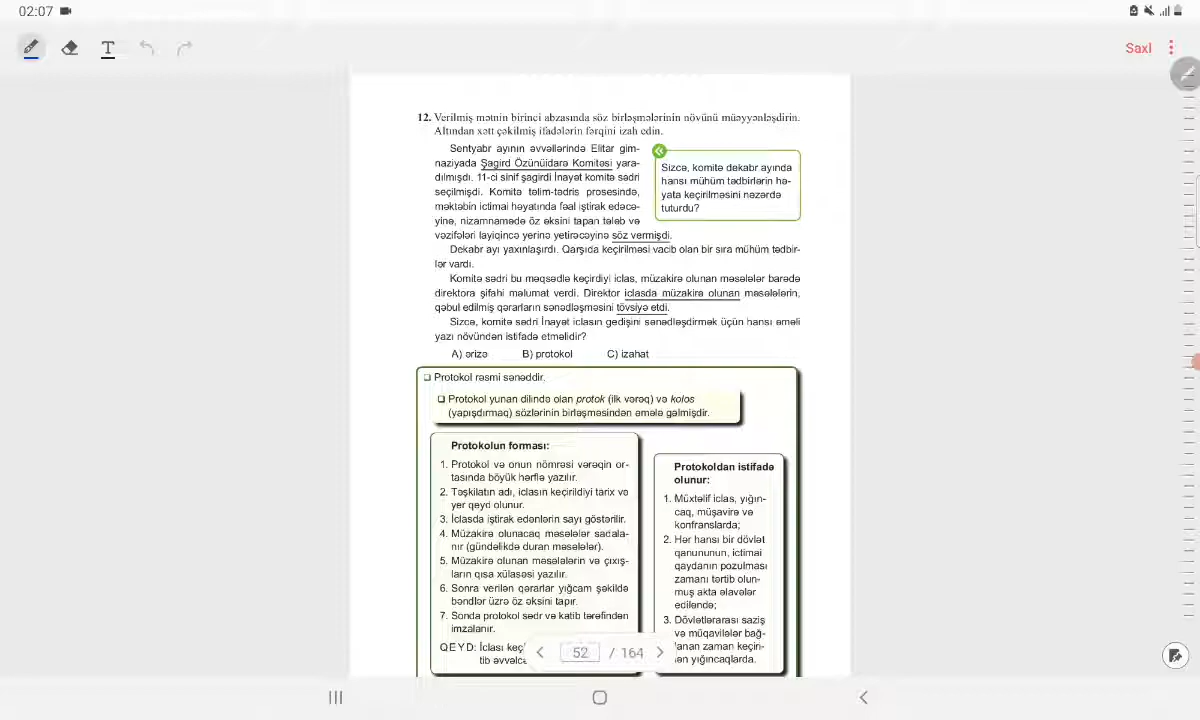 02:07
T
Saxl
12. Verilmiş mətnin birinci abzasında söz birləşmələrinin növünü müəyyənləşdirin.
Altından xətt çəkilmiş ifadələrin fərqini izah edin.
Sentyabr ayının əvvəllərində Elitar gim-
naziyada Şagird Özünüidarə Komitəsi yara-
dılmışdı. 11-ci sinif şagirdi İnayət komitə sədri
seçilmişdi. Komitə təlim-tədris prosesində,
məktəbin ictimai həyatında fəal iştirak edəcə-
yinə, nizamnamədə öz əksini tapan tələb və
vəzifələri layiqincə yerinə yetirəcəyinə söz vermişdi.
Sizcə, komitə dekabr ayında
hansı mühüm tədbirlərin hə-
yata keçirilməsini nəzərdə
tuturdu?
Dekabr ayı yaxınlaşırdı. Qarşıda keçirilməsi vacib olan bir sıra mühüm tədbir-
lər vardı.
Komitə sədri bu məqsədlə keçirdiyi iclas, müzakirə olunan məsələlər barədə
direktora şifahi məlumat verdi. Direktor iclasda müzakirə olunan məsələlərin,
qəbul edilmiş qərarların sənədləşməsini tövsiyə etdi.
Sizcə, komitə sədri İnayət iclasın gedişini sənədləşdirmək üçün hansı əməli
yazı növündən istifadə etməlidir?
A) ərizə B) protokol C) izahat
❏ Protokol rəsmi sənəddir.
❏ Protokol yunan dilində olan protok (ilk vərəq) və kolos
(yapışdırmaq) sözlərinin birləşməsindən əmələ gəlmişdir.
Protokolun forması:
1. Protokol və onun nömrəsi vərəqin or-
tasında böyük hərflə yazılır.
2. Təşkilatın adı, iclasın keçirildiyi tarix və
yer qeyd olunur.
3. İclasda iştirak edənlərin sayı göstərilir.
4. Müzakirə olunacaq məsələlər sadala-
nır (gündəlikdə duran məsələlər).
5. Müzakirə olunan məsələlərin və çıxış-
ların qısa xülasəsi yazılır.
6. Sonra verilən qərarlar yığcam şəkildə
bəndlər üzrə öz əksini tapır.
7. Sonda protokol sədr və katib tərəfindən
imzalanır.
QEYD: İclası keç
tib əvvəlcə
Protokoldan istifadə
olunur:
1. Müxtəlif iclas, yığın-
caq, müşavirə və
konfranslarda;
2. Hər hansı bir dövlət
qanununun, ictimai
qaydanın pozulması
zamanı tərtib olun-
muş akta əlavələr
ediləndə;
3. Dövlətlərarası saziş
və müqavilələr bağ-
lanan zaman keçiri-
lən yığıncaqlarda.
52 / 164